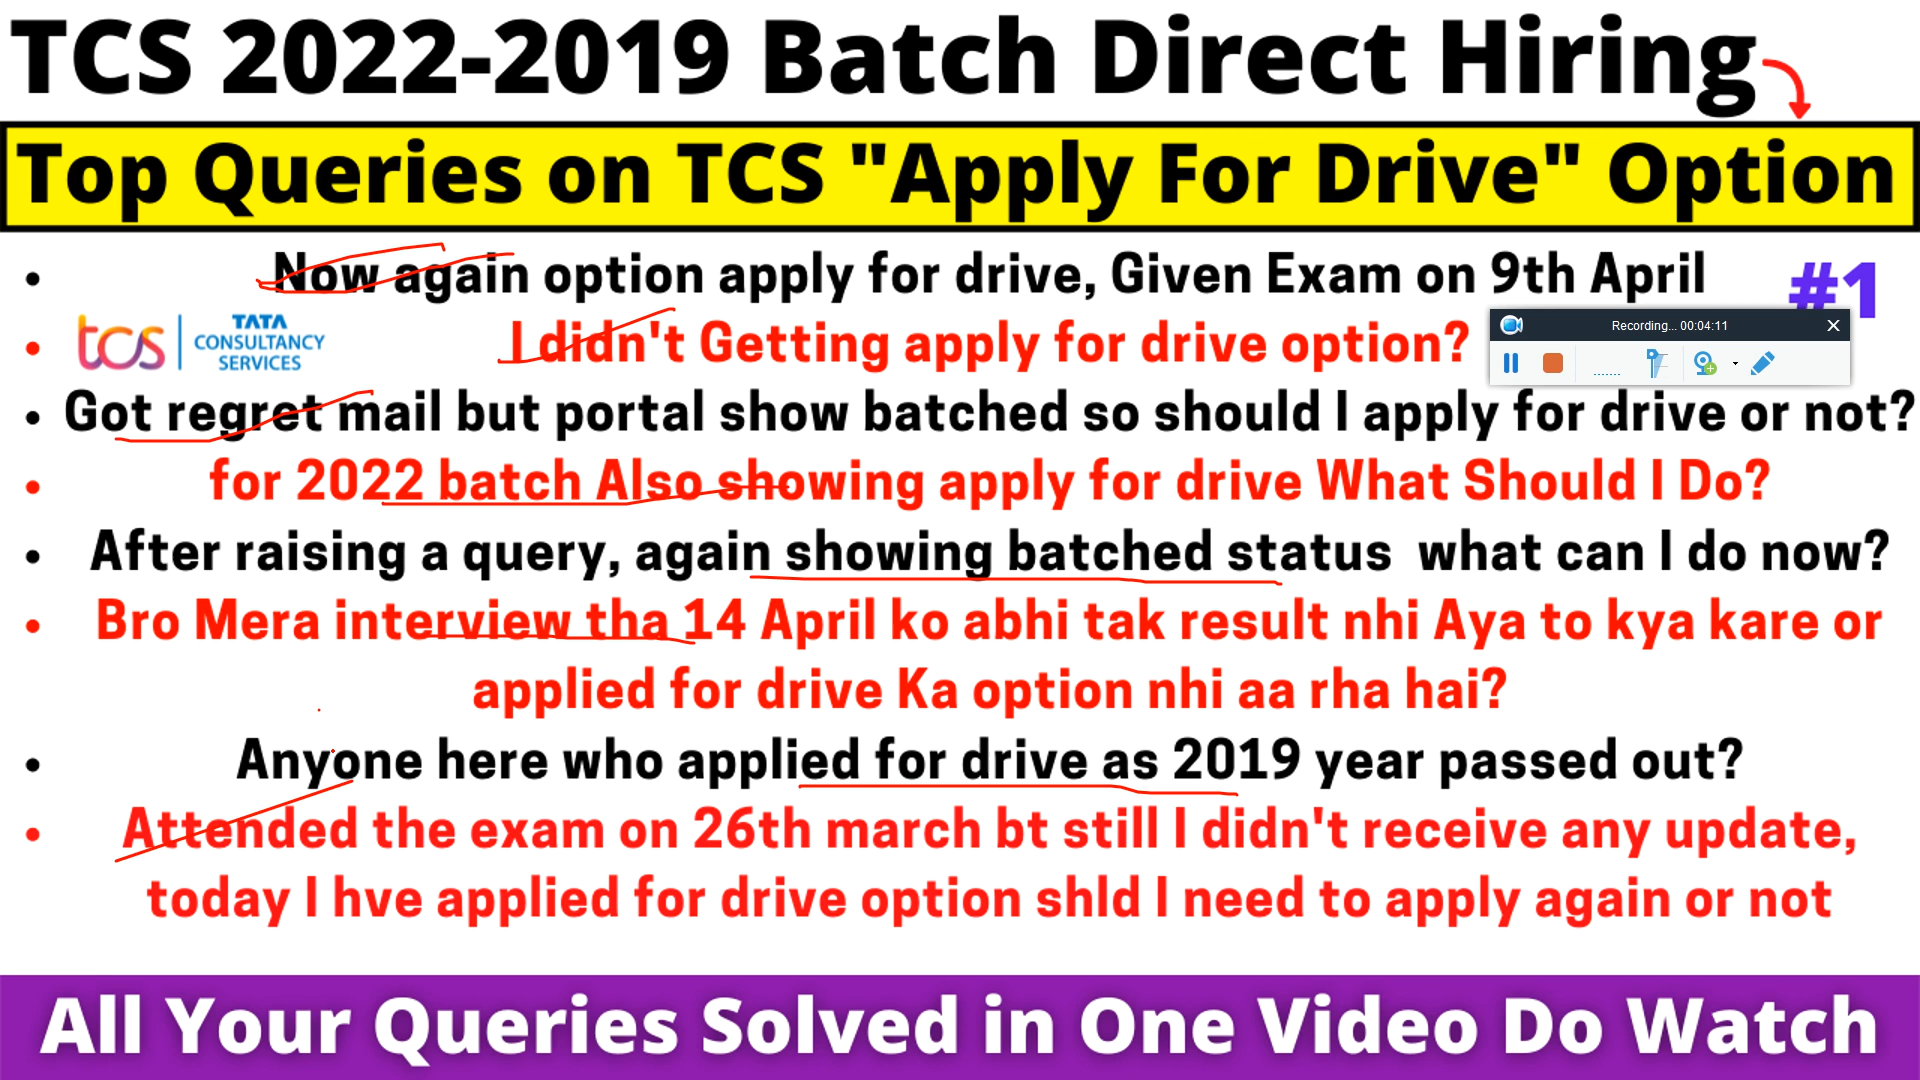 TCS 2022-2019 Batch Direct Hiring
Top Queries on TCS "Apply For Drive" Option
• Now again option apply for drive, Given Exam on 9th April
#1
Recording... 00:04:11
tcs TATA
CONSULTANCY
SERVICES
• I didn't Getting apply for drive option?
• Got regret mail but portal show batched so should I apply for drive or not?
• for 2022 batch Also showing apply for drive What Should I Do?
• After raising a query, again showing batched status what can I do now?
• Bro Mera interview tha 14 April ko abhi tak result nhi Aya to kya kare or
applied for drive Ka option nhi aa rha hai?
• Anyone here who applied for drive as 2019 year passed out?
• Attended the exam on 26th march bt still I didn't receive any update,
today I hve applied for drive option shld I need to apply again or not
All Your Queries Solved in One Video Do Watch